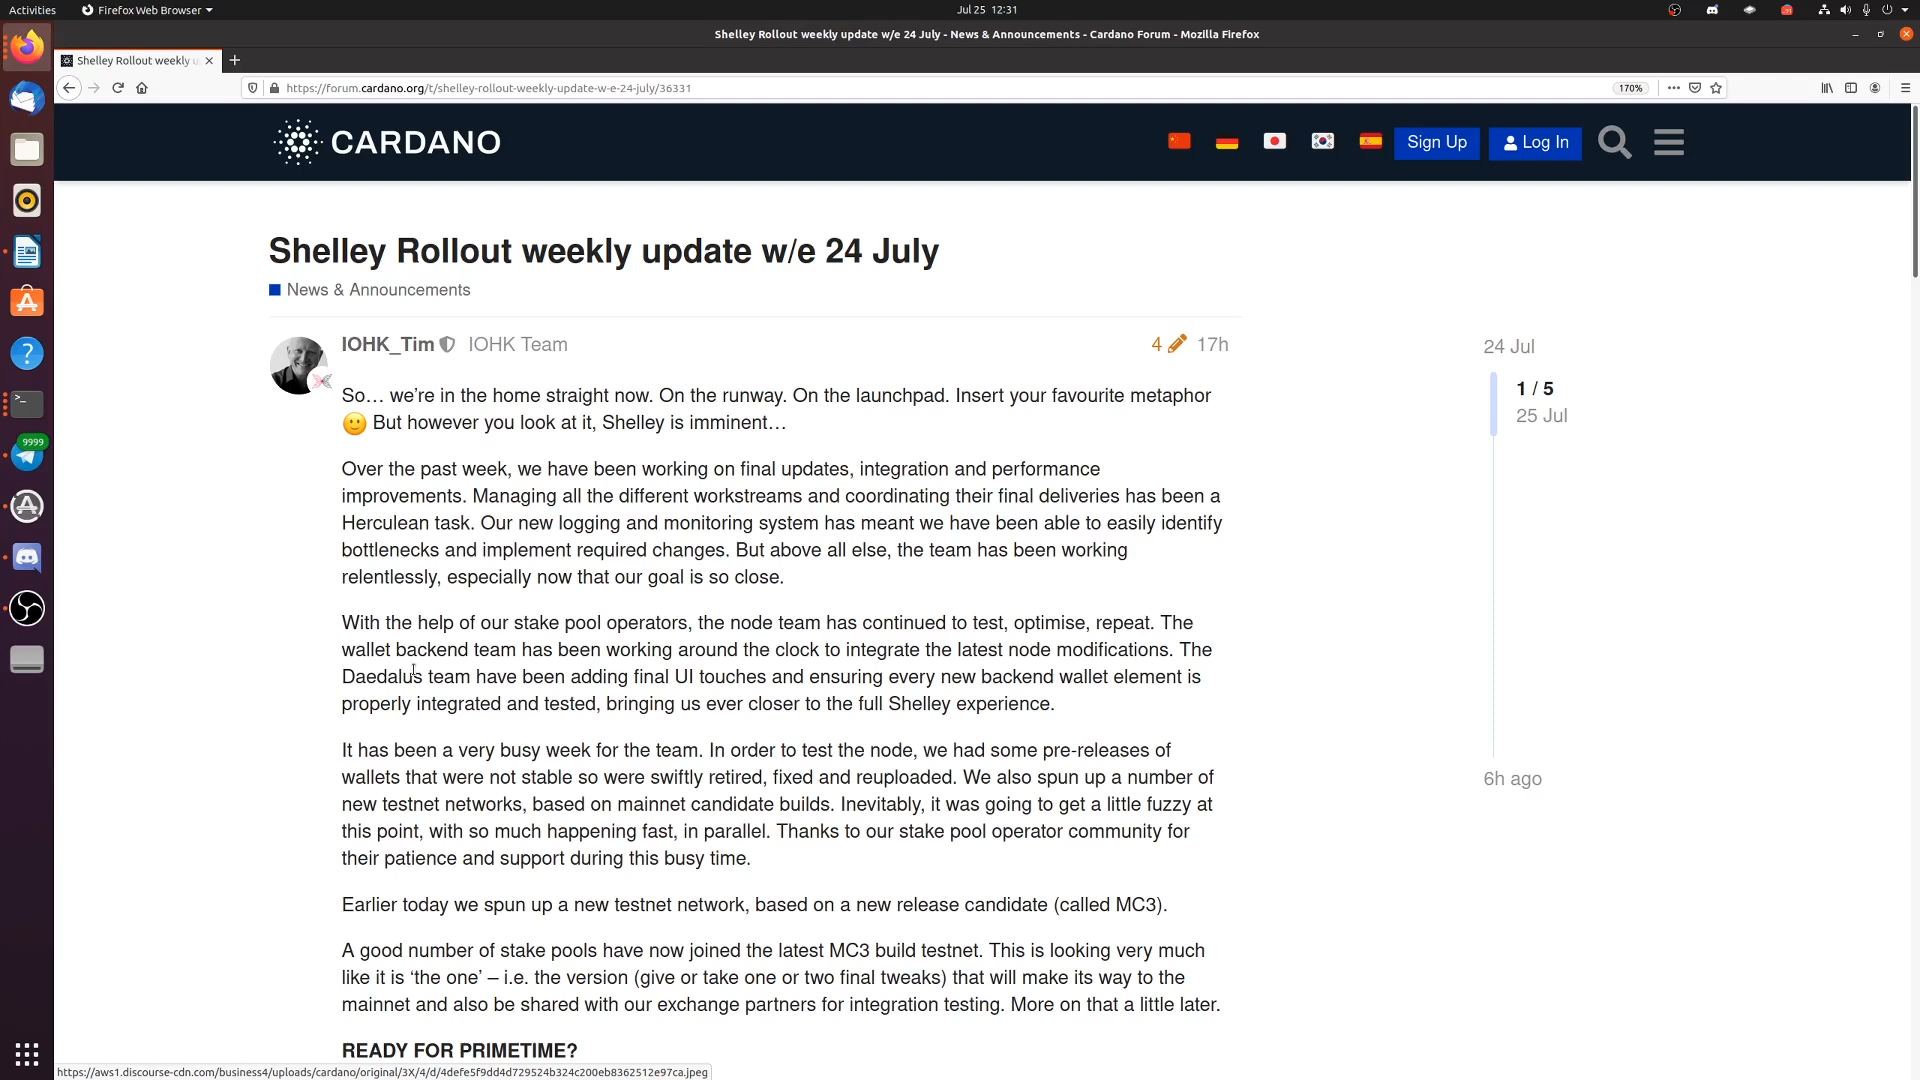 Activities
Firefox Web Browser
Jul 25 12:31
Shelley Rollout weekly update w/e 24 July - News & Announcements - Cardano Forum - Mozilla Firefox
Shelley Rollout weekly u
https://forum.cardano.org/t/shelley-rollout-weekly-update-w-e-24-july/36331
170%
CARDANO
Sign Up
Log In
Shelley Rollout weekly update w/e 24 July
News & Announcements
IOHK_Tim IOHK Team
4 17h
So… we’re in the home straight now. On the runway. On the launchpad. Insert your favourite metaphor
🙂 But however you look at it, Shelley is imminent…
Over the past week, we have been working on final updates, integration and performance
improvements. Managing all the different workstreams and coordinating their final deliveries has been a
Herculean task. Our new logging and monitoring system has meant we have been able to easily identify
bottlenecks and implement required changes. But above all else, the team has been working
relentlessly, especially now that our goal is so close.
With the help of our stake pool operators, the node team has continued to test, optimise, repeat. The
wallet backend team has been working around the clock to integrate the latest node modifications. The
Daedalus team have been adding final UI touches and ensuring every new backend wallet element is
properly integrated and tested, bringing us ever closer to the full Shelley experience.
It has been a very busy week for the team. In order to test the node, we had some pre-releases of
wallets that were not stable so were swiftly retired, fixed and reuploaded. We also spun up a number of
new testnet networks, based on mainnet candidate builds. Inevitably, it was going to get a little fuzzy at
this point, with so much happening fast, in parallel. Thanks to our stake pool operator community for
their patience and support during this busy time.
Earlier today we spun up a new testnet network, based on a new release candidate (called MC3).
A good number of stake pools have now joined the latest MC3 build testnet. This is looking very much
like it is ‘the one’ – i.e. the version (give or take one or two final tweaks) that will make its way to the
mainnet and also be shared with our exchange partners for integration testing. More on that a little later.
READY FOR PRIMETIME?
24 Jul
1 / 5
25 Jul
6h ago
9999
https://aws1.discourse-cdn.com/business4/uploads/cardano/original/3X/4/d/4defe5f9dd4d729524b324c200eb8362512e97ca.jpeg